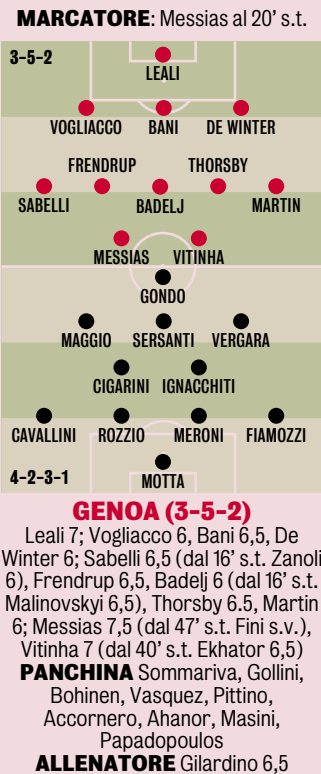 MARCATORE: Messias al 20’ s.t.
3-5-2
LEALI
VOGLIACCO BANI DE WINTER
FRENDRUP THORSBY
SABELLI BADELJ MARTIN
MESSIAS VITINHA
GONDO
MAGGIO SERSANTI VERGARA
CIGARINI IGNACCHITI
CAVALLINI ROZZIO MERONI FIAMOZZI
4-2-3-1
MOTTA
GENOA (3-5-2)
Leali 7; Vogliacco 6, Bani 6,5, De
Winter 6; Sabelli 6,5 (dal 16’ s.t. Zanoli
6), Frendrup 6,5, Badelj 6 (dal 16’ s.t.
Malinovskyi 6,5), Thorsby 6.5, Martin
6; Messias 7,5 (dal 47’ s.t. Fini s.v.),
Vitinha 7 (dal 40’ s.t. Ekhator 6,5)
PANCHINA Sommariva, Gollini,
Bohinen, Vasquez, Pittino,
Accornero, Ahanor, Masini,
Papadopoulos
ALLENATORE Gilardino 6,5